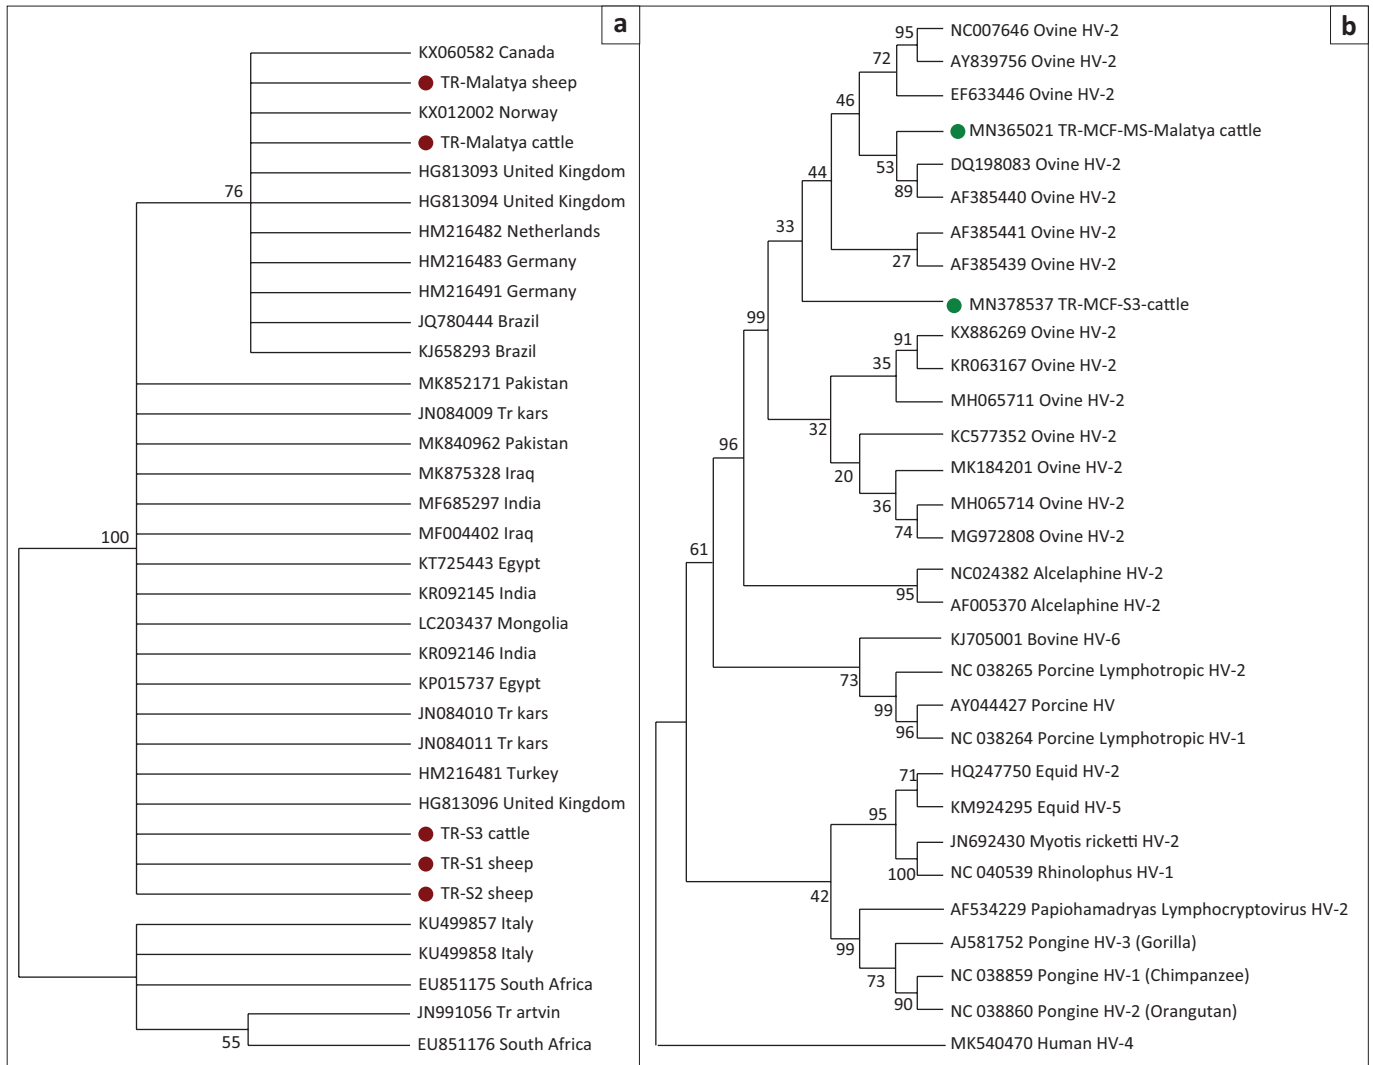 a
KX060582 Canada
TR-Malatya sheep
KX012002 Norway
TR-Malatya cattle
HG813093 United Kingdom
76
HG813094 United Kingdom
HM216482 Netherlands
HM216483 Germany
HM216491 Germany
JQ780444 Brazil
KJ658293 Brazil
MK852171 Pakistan
JN084009 Tr kars
MK840962 Pakistan
MK875328 Iraq
MF685297 India
MF004402 Iraq
100
KT725443 Egypt
KR092145 India
LC203437 Mongolia
KR092146 India
KP015737 Egypt
JN084010 Tr kars
JN084011 Tr kars
HM216481 Turkey
HG813096 United Kingdom
TR-S3 cattle
TR-S1 sheep
TR-S2 sheep
KU499857 Italy
KU499858 Italy
EU851175 South Africa
JN991056 Tr artvin
55
EU851176 South Africa
b
NC007646 Ovine HV-2
95
AY839756 Ovine HV-2
72
EF633446 Ovine HV-2
46
MN365021 TR-MCF-MS-Malatya cattle
53
DQ198083 Ovine HV-2
44
89
AF385440 Ovine HV-2
33
AF385441 Ovine HV-2
27
AF385439 Ovine HV-2
MN378537 TR-MCF-S3-cattle
99
KX886269 Ovine HV-2
91
35
KR063167 Ovine HV-2
MH065711 Ovine HV-2
32
KC577352 Ovine HV-2
96
20
MK184201 Ovine HV-2
36
MH065714 Ovine HV-2
74
MG972808 Ovine HV-2
61
NC024382 Alcelaphine HV-2
95
AF005370 Alcelaphine HV-2
KJ705001 Bovine HV-6
73
NC 038265 Porcine Lymphotropic HV-2
99
AY044427 Porcine HV
96
NC 038264 Porcine Lymphotropic HV-1
71
HQ247750 Equid HV-2
95
KM924295 Equid HV-5
JN692430 Myotis ricketti HV-2
100
NC 040539 Rhinolophus HV-1
42
AF534229 Papiohamadryas Lymphocryptovirus HV-2
99
AJ581752 Pongine HV-3 (Gorilla)
73
NC 038859 Pongine HV-1 (Chimpanzee)
90
NC 038860 Pongine HV-2 (Orangutan)
MK540470 Human HV-4